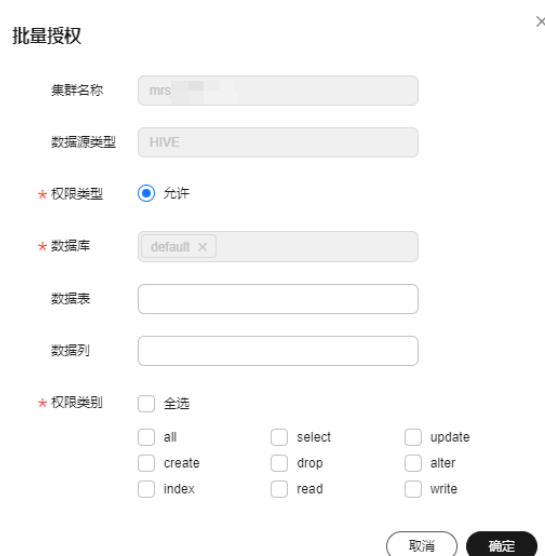 批量授权
集群名称 mrs
数据源类型 HIVE
* 权限类型 允许
* 数据库 default ×
数据表
数据列
* 权限类别 全选
all select update
create drop alter
index read write
取消 确定